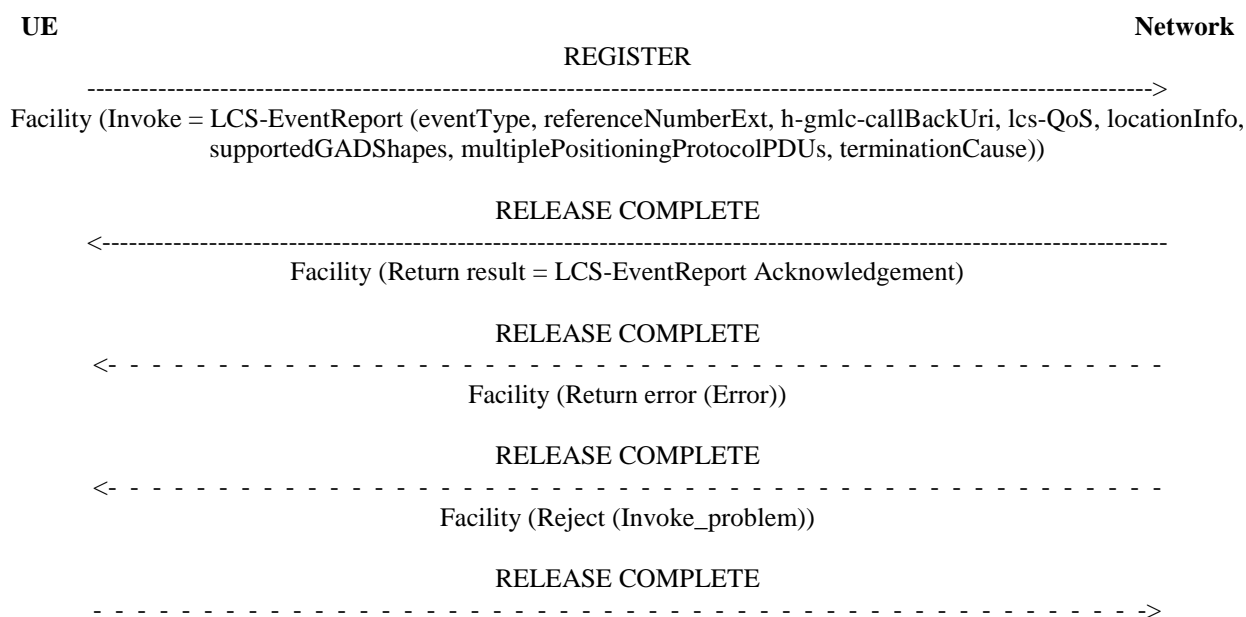 UE Network
REGISTER
------------------------------------------------------------------------------------------------------------------------>
Facility (Invoke = LCS-EventReport (eventType, referenceNumberExt, h-gmlc-callBackUri, lcs-QoS, locationInfo,
supportedGADShapes, multiplePositioningProtocolPDUs, terminationCause))
RELEASE COMPLETE
<------------------------------------------------------------------------------------------------------------------------
Facility (Return result = LCS-EventReport Acknowledgement)
RELEASE COMPLETE
<- - - - - - - - - - - - - - - - - - - - - - - - - - - - - - - - - - - - - - -
Facility (Return error (Error))
RELEASE COMPLETE
<- - - - - - - - - - - - - - - - - - - - - - - - - - - - - - - - - - - - - - -
Facility (Reject (Invoke_problem))
RELEASE COMPLETE
- - - - - - - - - - - - - - - - - - - - - - - - - - - - - - - - - - - - - - ->